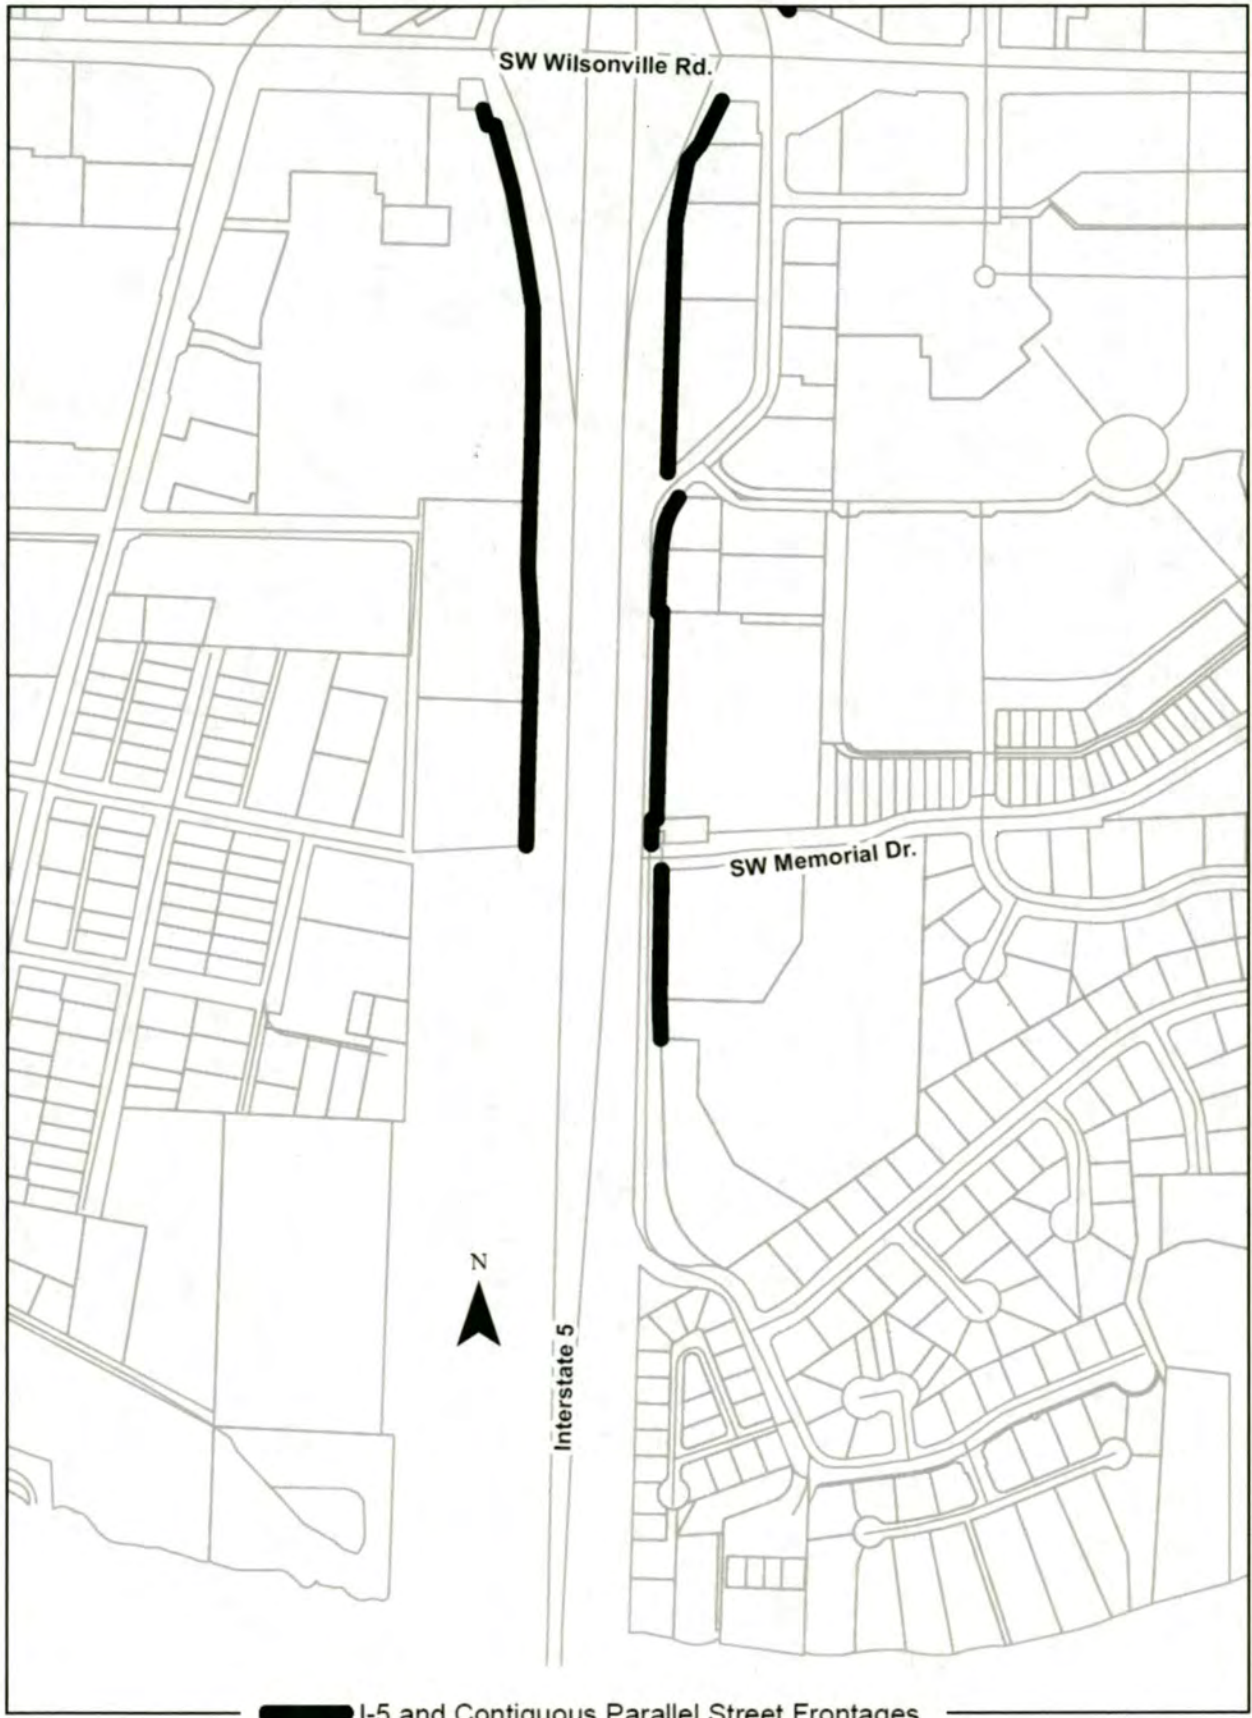 SW Wilsonville Rd.
SW Memorial Dr.
N
Interstate 5
I-5 and Contiguous Parallel Street Frontages